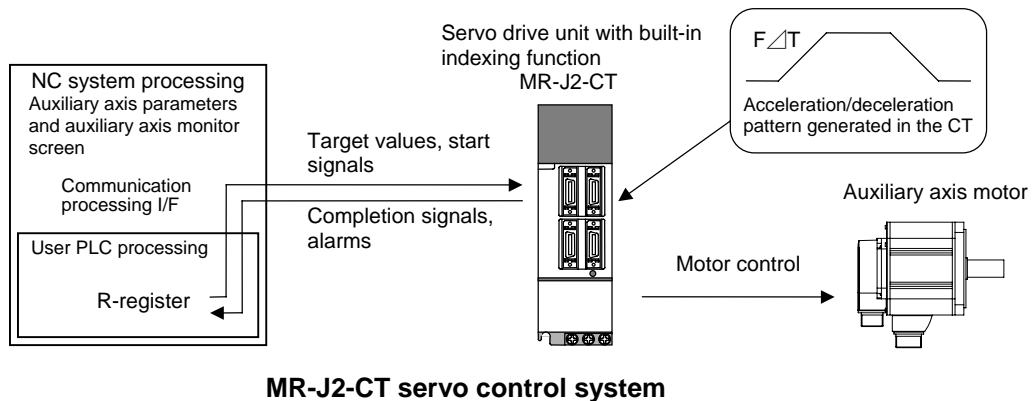 Servo drive unit with built-in
indexing function
MR-J2-CT
F⊿T
Acceleration/deceleration
pattern generated in the CT
NC system processing
Auxiliary axis parameters
and auxiliary axis monitor
screen
Communication
processing I/F
User PLC processing
R-register
Target values, start
signals
Completion signals,
alarms
Motor control
Auxiliary axis motor
MR-J2-CT servo control system